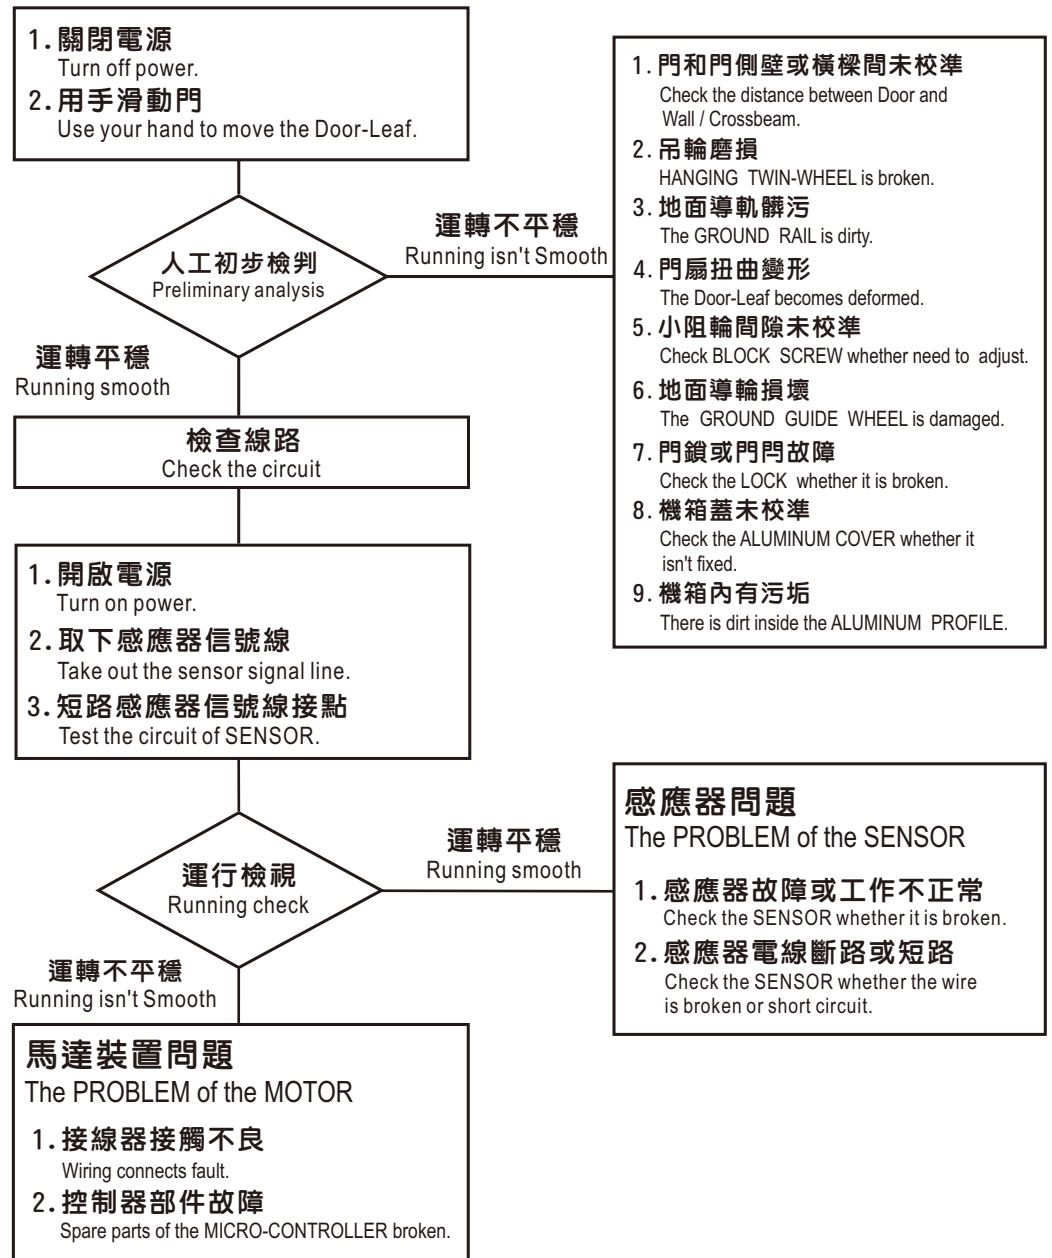 1.關閉電源
Turn off power.
2.用手滑動門
Use your hand to move the Door-Leaf.
人工初步檢判
Preliminary analysis
運轉不平穩
Running isn't Smooth
1.門和門側壁或橫樑間未校準
Check the distance between Door and
Wall / Crossbeam.
2.吊輪磨損
HANGING TWIN-WHEEL is broken.
3.地面導軌髒污
The GROUND RAIL is dirty.
4.門扇扭曲變形
The Door-Leaf becomes deformed.
5.小阻輪間隙未校準
Check BLOCK SCREW whether need to adjust.
6.地面導輪損壞
The GROUND GUIDE WHEEL is damaged.
7.門鎖或門閂故障
Check the LOCK whether it is broken.
8.機箱蓋未校準
Check the ALUMINUM COVER whether it
isn't fixed.
9.機箱內有污垢
There is dirt inside the ALUMINUM PROFILE.
運轉平穩
Running smooth
檢查線路
Check the circuit
1.開啟電源
Turn on power.
2.取下感應器信號線
Take out the sensor signal line.
3.短路感應器信號線接點
Test the circuit of SENSOR.
運行檢視
Running check
運轉平穩
Running smooth
感應器問題
The PROBLEM of the SENSOR
1.感應器故障或工作不正常
Check the SENSOR whether it is broken.
2.感應器電線斷路或短路
Check the SENSOR whether the wire
is broken or short circuit.
運轉不平穩
Running isn't Smooth
馬達裝置問題
The PROBLEM of the MOTOR
1.接線器接觸不良
Wiring connects fault.
2.控制器部件故障
Spare parts of the MICRO-CONTROLLER broken.